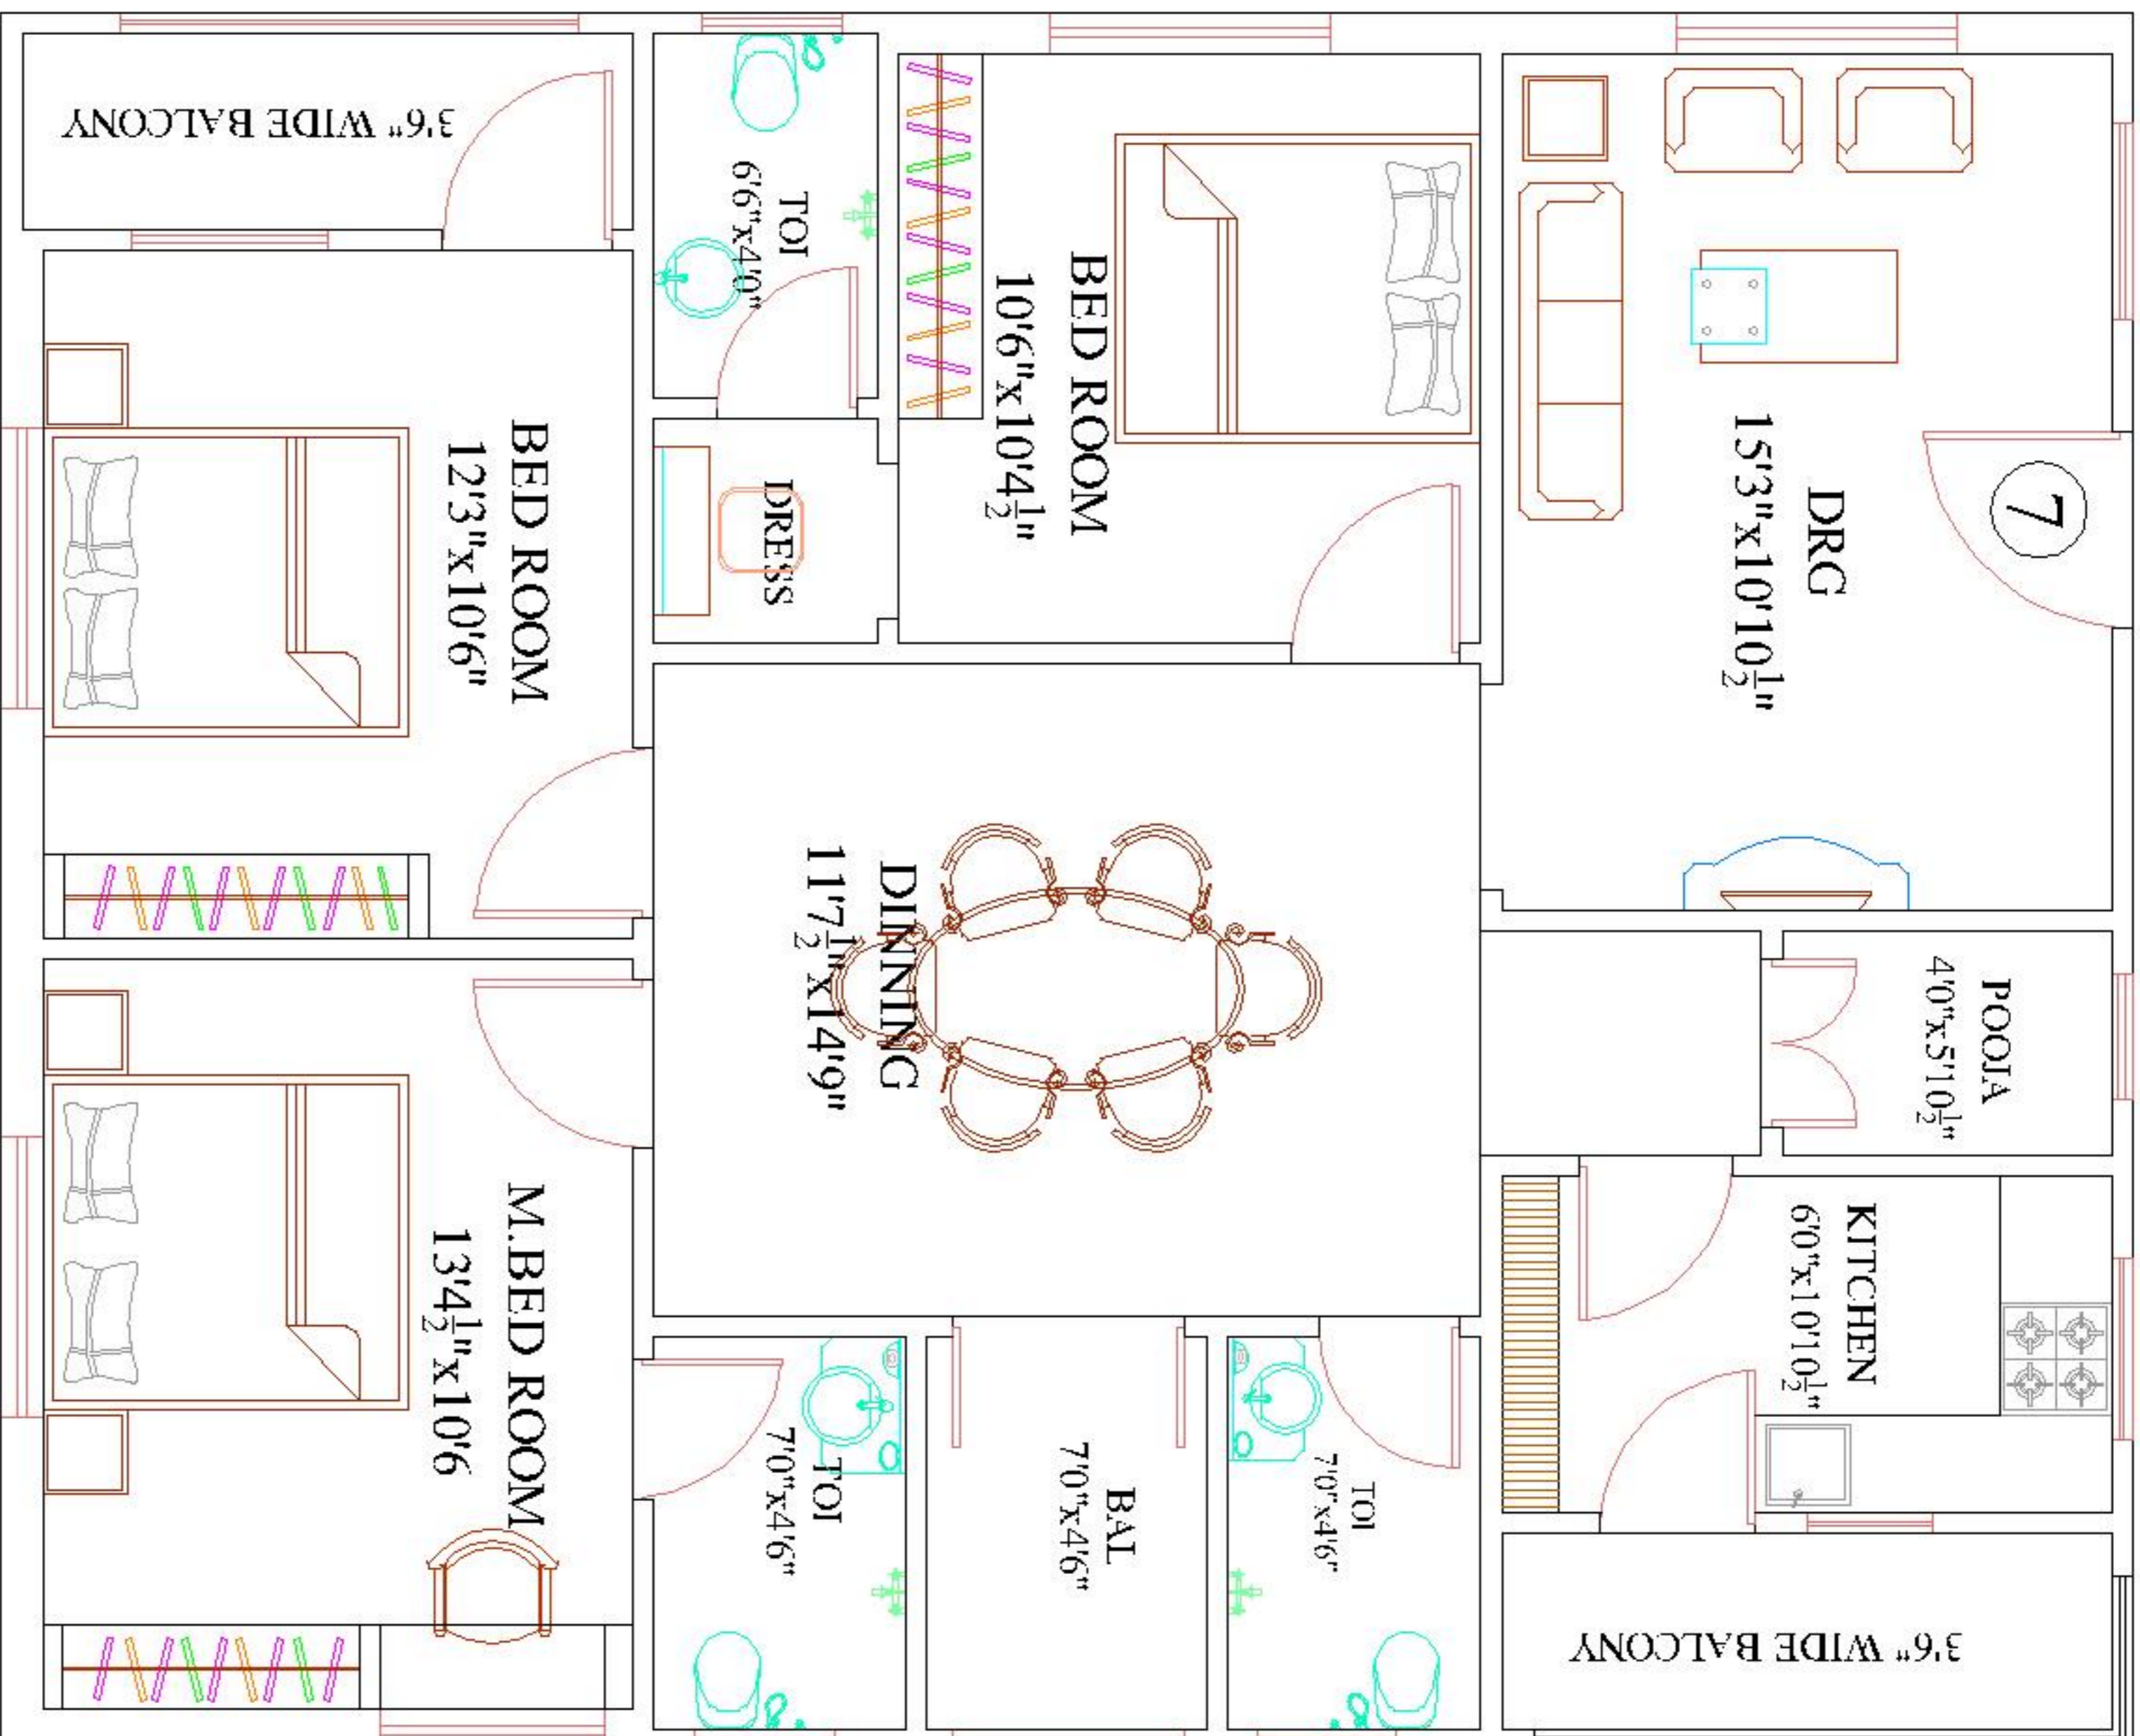 3'6" WIDE BALCONY
TOI
6'6"x4'0"
BED ROOM
10'6"x10'4½"
DRG
15'3"x10'10½"
7
BED ROOM
12'3"x10'6"
DRESS
DINNING
11'7½"x14'9"
POOJA
4'0"x5'10½"
KITCHEN
6'0"x10'10½"
M.BED ROOM
13'4½"x10'6
TOI
7'0"x4'6"
BAL
7'0"x4'6"
TOI
7'0"x4'6"
3'6" WIDE BALCONY